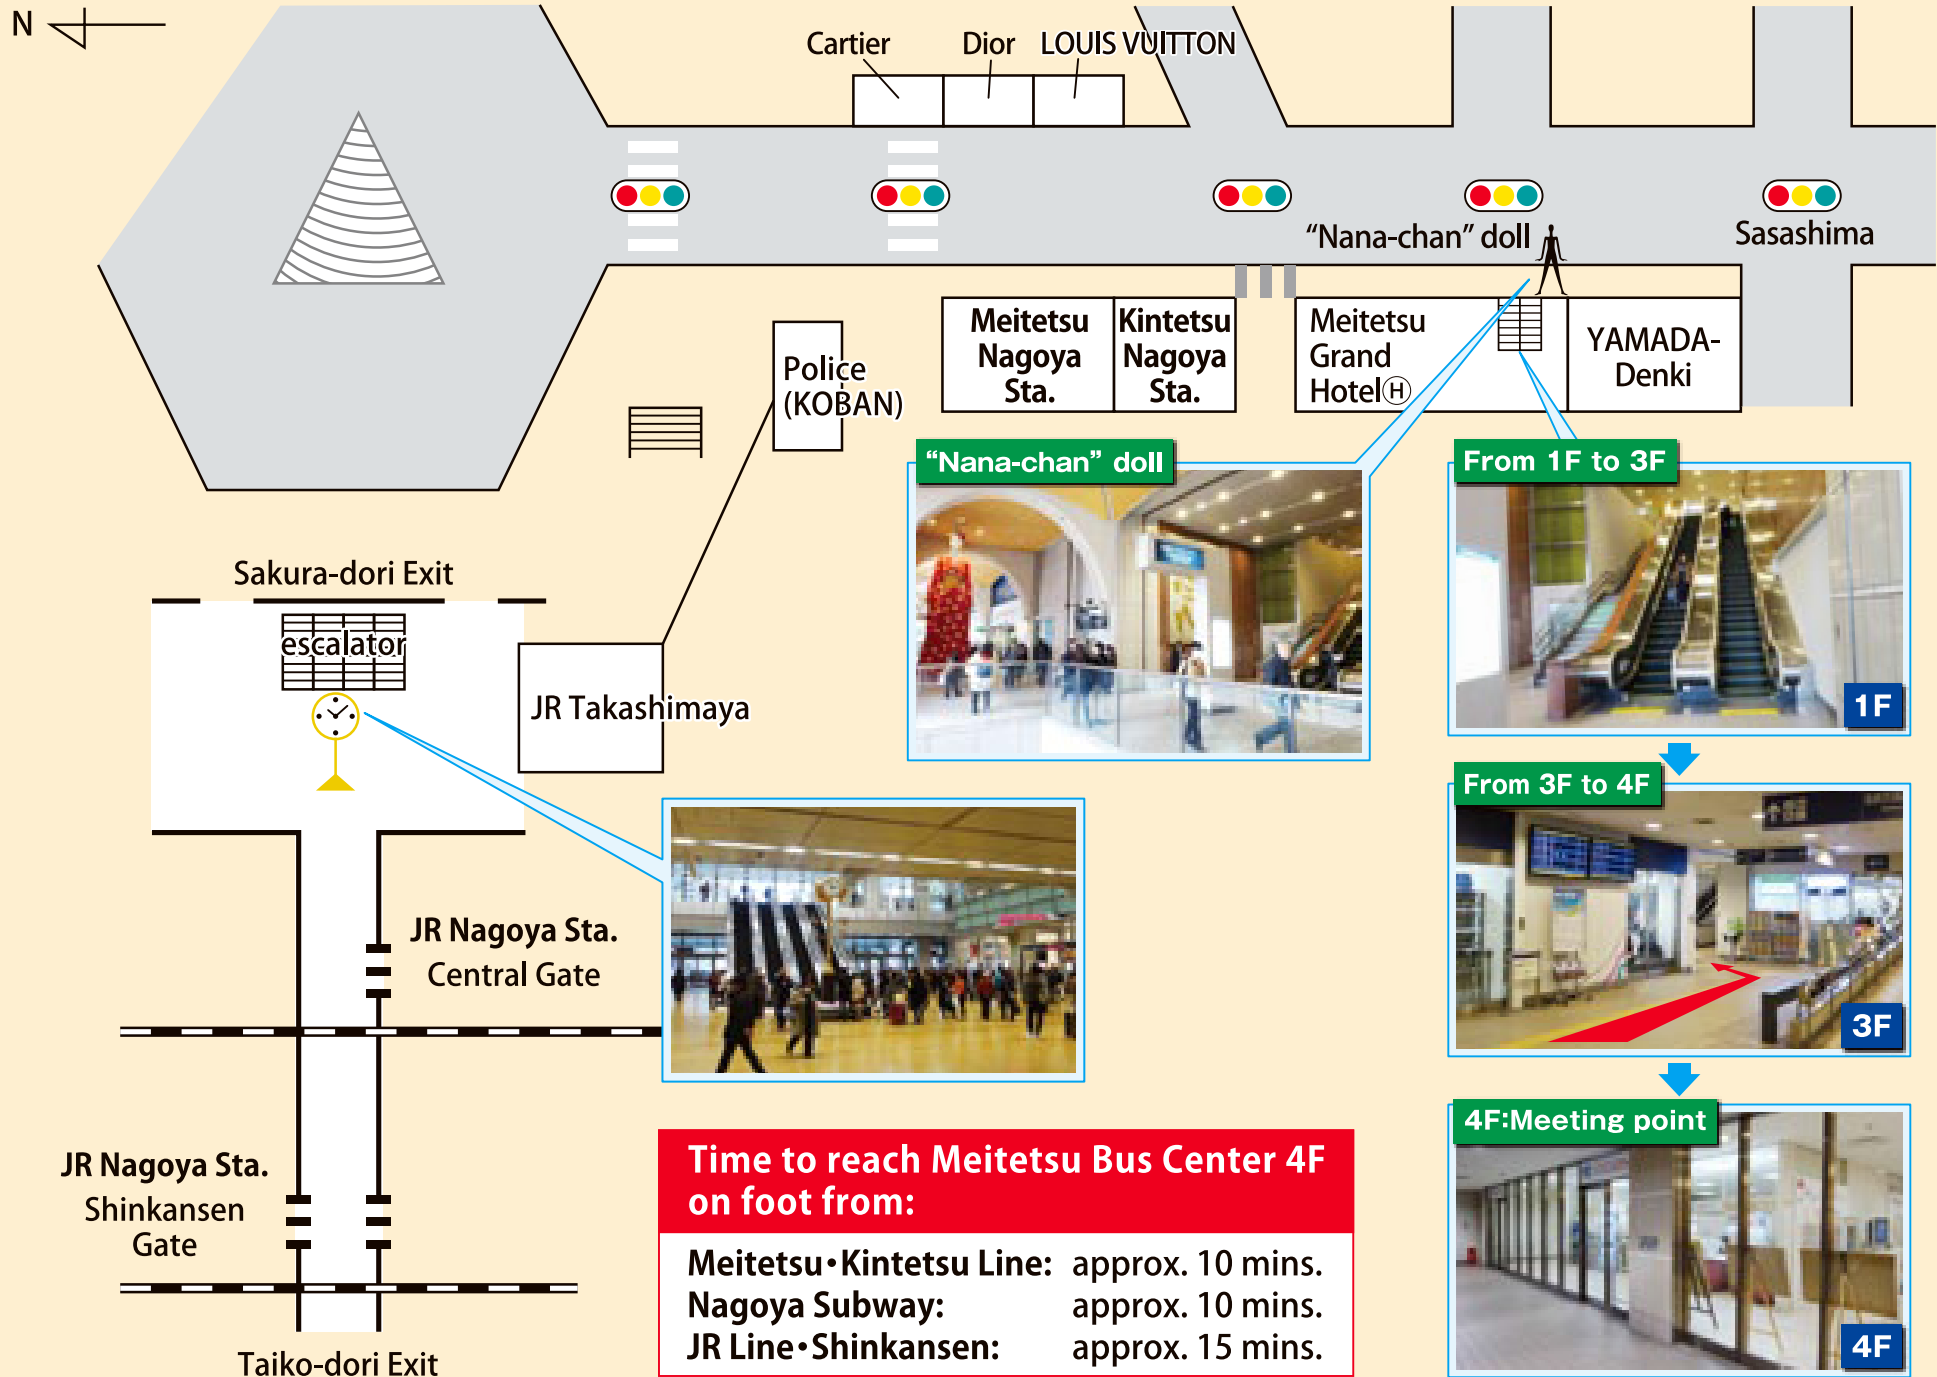 N
Cartier
Dior
LOUIS VUITTON
"Nana-chan" doll
Sasashima
Meitetsu
Nagoya
Sta.
Kintetsu
Nagoya
Sta.
Meitetsu
Grand
Hotel Ⓗ
YAMADA-
Denki
Police
(KOBAN)
"Nana-chan" doll
From 1F to 3F
1F
Sakura-dori Exit
escalator
JR Takashimaya
From 3F to 4F
3F
JR Nagoya Sta.
Central Gate
4F:Meeting point
4F
JR Nagoya Sta.
Shinkansen
Gate
Taiko-dori Exit
Time to reach Meitetsu Bus Center 4F
on foot from:
Meitetsu•Kintetsu Line: approx. 10 mins.
Nagoya Subway: approx. 10 mins.
JR Line•Shinkansen: approx. 15 mins.